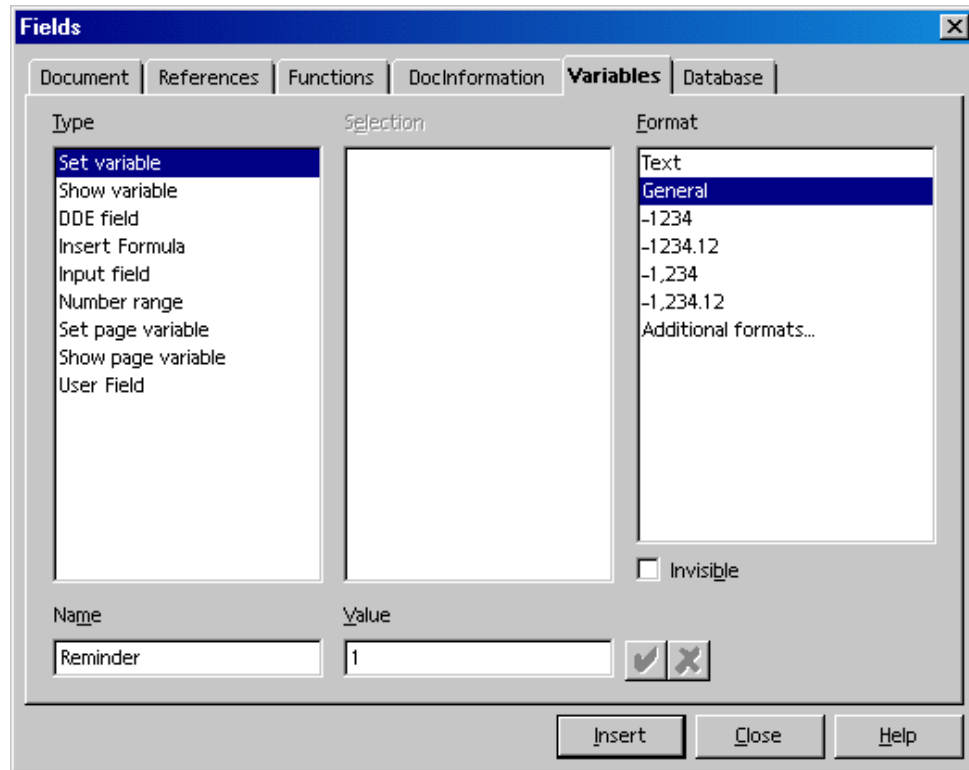 Fields
Document References Functions DocInformation Variables Database
Type Selection Format
Set variable
Show variable
DDE field
Insert Formula
Input field
Number range
Set page variable
Show page variable
User Field
Text
General
-1234
-1234.12
-1,234
-1,234.12
Additional formats...
Invisible
Name Value
Reminder 1
Insert Close Help